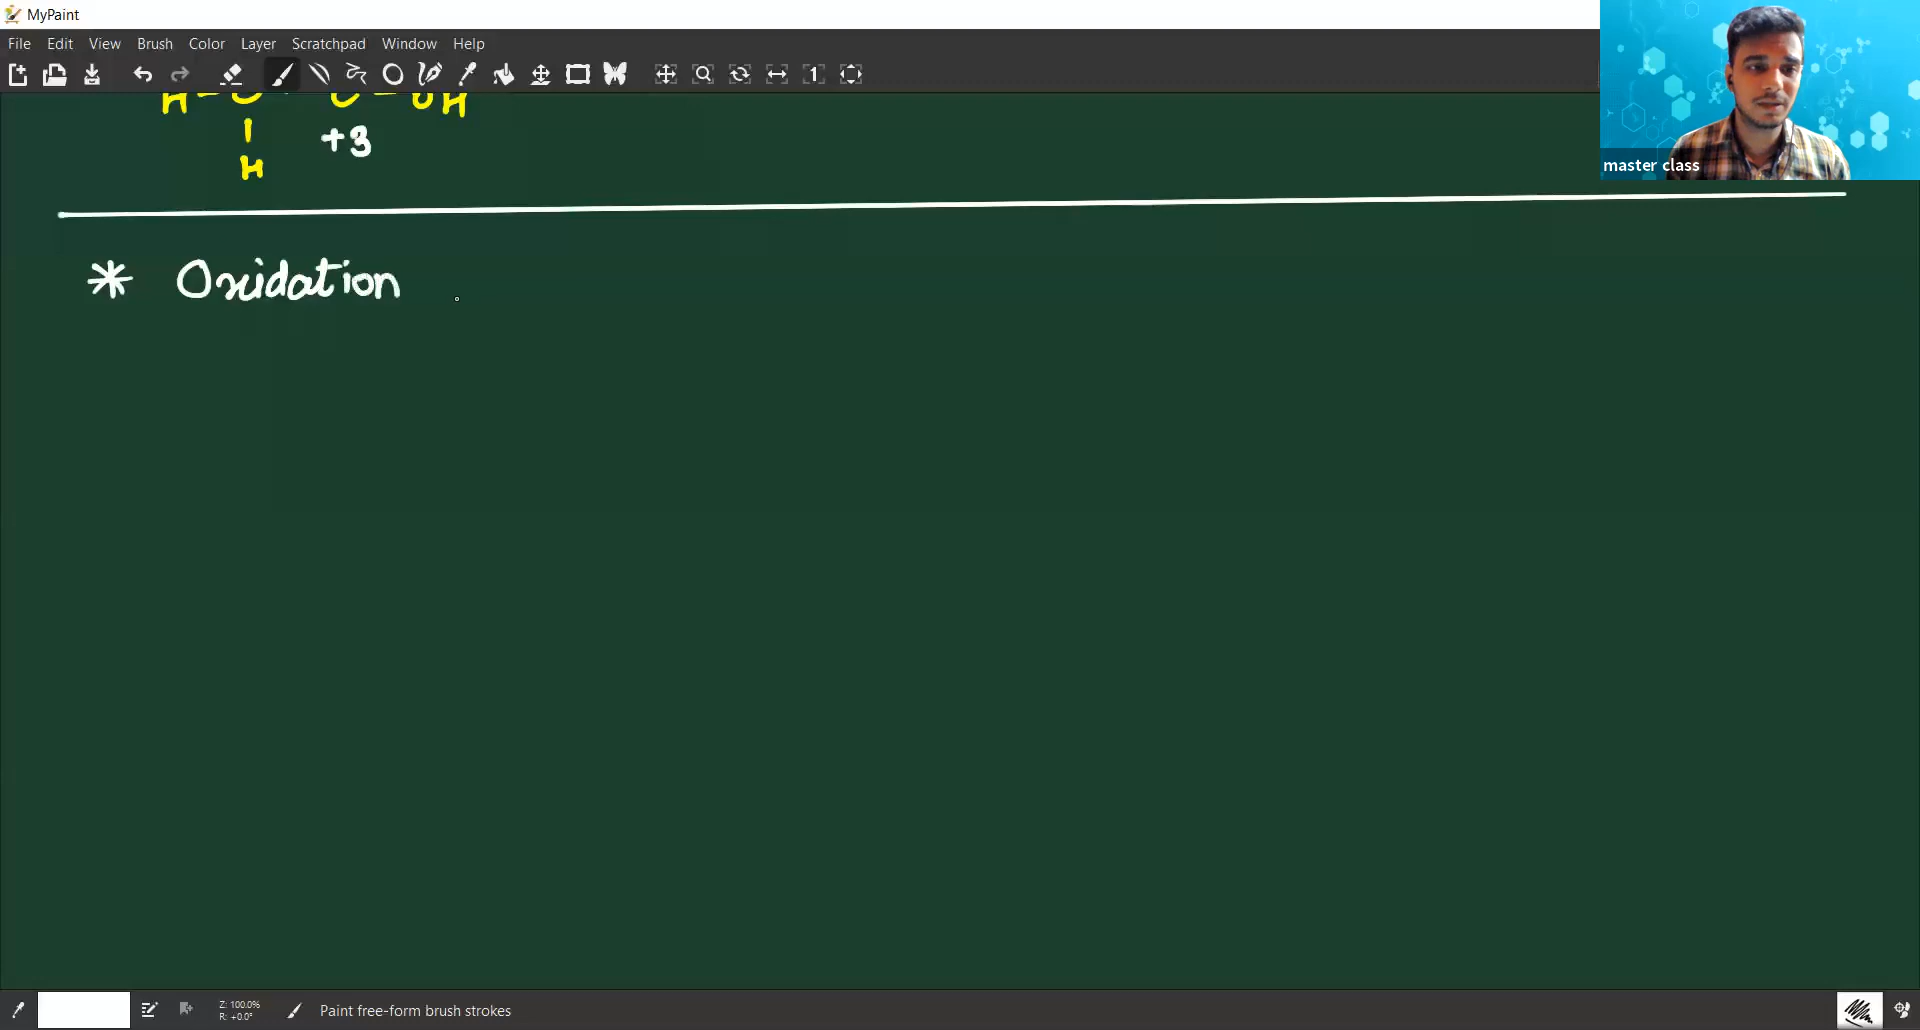 MyPaint
File Edit View Brush Color Layer Scratchpad Window Help
master class
H - C - C - OH
+3
H
* Oxidation
Z: 100.0%
R: +0.0°
Paint free-form brush strokes